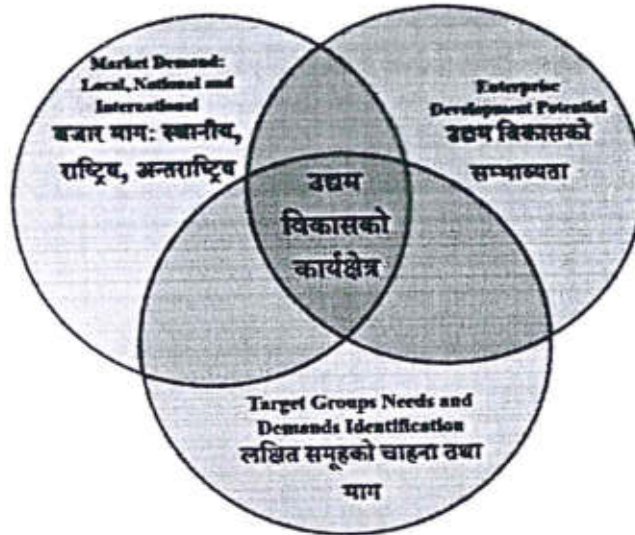 Market Demand:
Local, National and
International
बजार माग: स्थानीय,
राष्ट्रिय, अन्तराष्ट्रिय
Enterprise
Development Potential
उद्यम विकासको
सम्भाव्यता
उद्यम
विकासको
कार्यक्षेत्र
Target Groups Needs and
Demands Identification
लक्षित समूहको चाहना तथा
माग